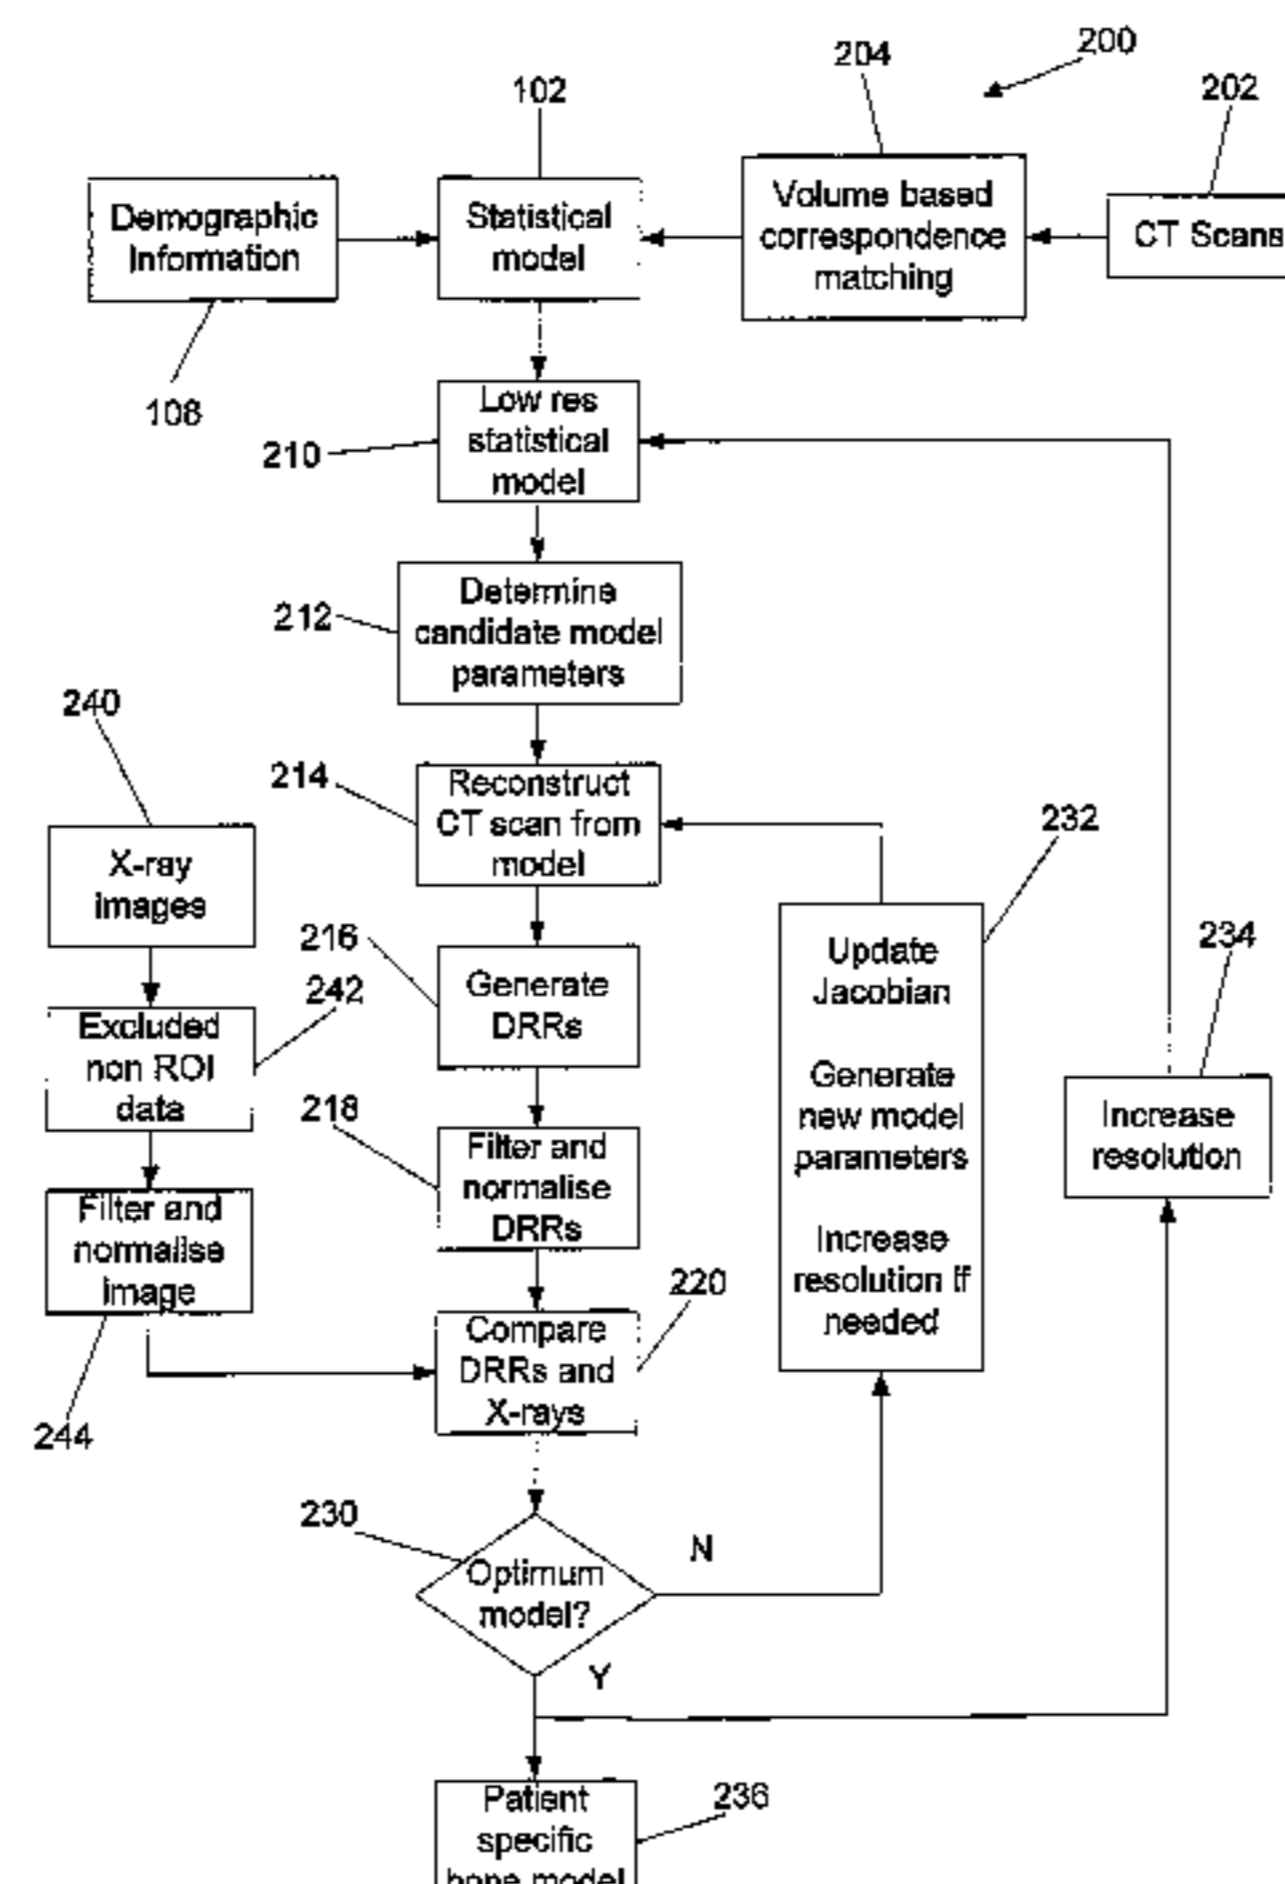 200
204
202
102
Demographic
Information
Statistical
model
Volume based
correspondence
matching
CT Scans
108
Low res
statistical
model
210
Determine
candidate model
parameters
212
240
214
Reconstruct
CT scan from
model
232
X-ray
images
216
Generate
DRRs
Update
Jacobian
Generate
new model
parameters
Increase
resolution if
needed
234
242
Excluded
non ROI
data
218
Filter and
normalise
DRRs
Increase
resolution
Filter and
normalise
image
220
Compare
DRRs and
X-rays
244
230
N
Optimum
model?
Y
236
Patient
specific
bone model